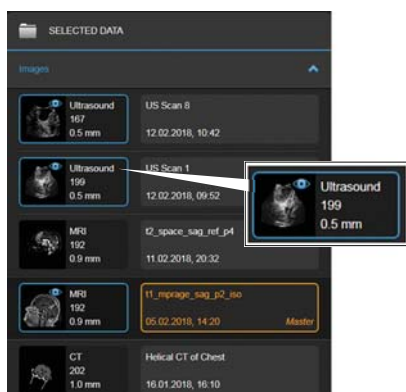 SELECTED DATA
Images
Ultrasound
167
0.5 mm
US Scan 8
12.02.2018, 10:42
Ultrasound
199
0.5 mm
US Scan 1
12.02.2018, 09:52
Ultrasound
199
0.5 mm
MRI
192
0.9 mm
t2_space_sag_ref_p4
11.02.2018, 20:32
MRI
192
0.9 mm
t1_mprage_sag_p2_iso
05.02.2018, 14:20 Master
CT
202
1.0 mm
Helical CT of Chest
16.01.2018, 16:10